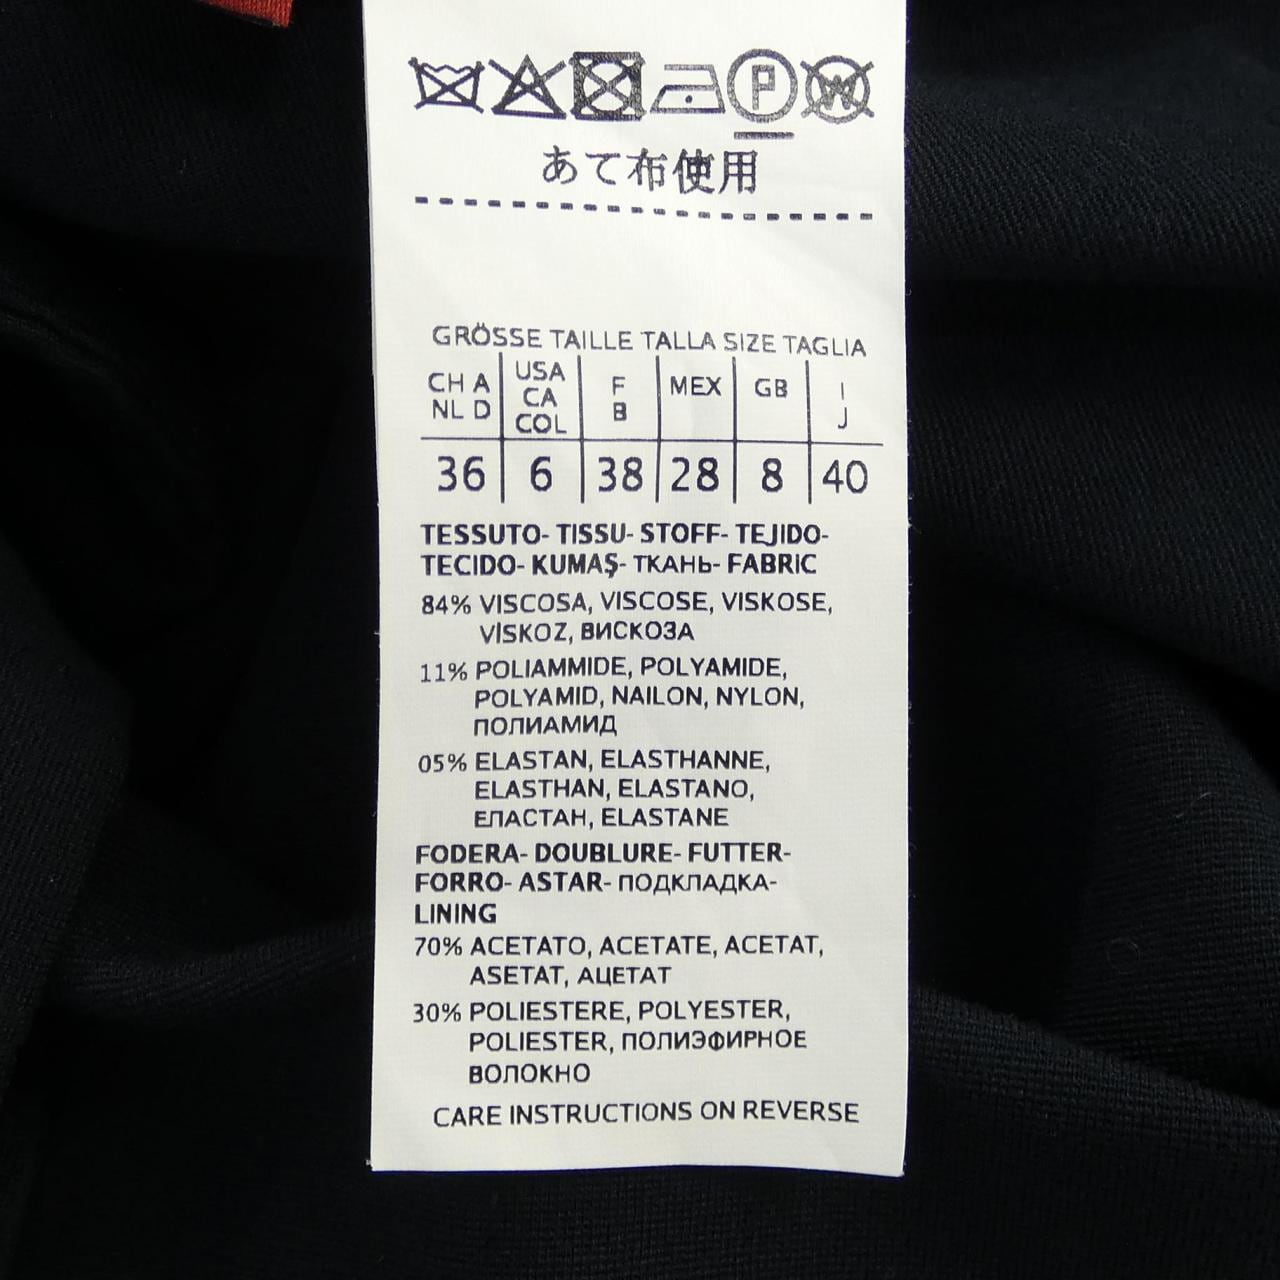 P W
あて布使用
GRÖSSE TAILLE TALLA SIZE TAGLIA
CH A NL D USA CA COL F B MEX GB I J
36 6 38 28 8 40
TESSUTO- TISSU- STOFF- TEJIDO-
TECIDO- KUMAŞ- ТКАНЬ- FABRIC
84% VISCOSA, VISCOSE, VISKOSE,
VİSKOZ, ВИСКОЗА
11% POLIAMMIDE, POLYAMIDE,
POLYAMID, NAILON, NYLON,
ПОЛИАМИД
05% ELASTAN, ELASTHANNE,
ELASTHAN, ELASTANO,
ЕЛАСТАН, ELASTANE
FODERA- DOUBLURE- FUTTER-
FORRO- ASTAR- ПОДКЛАДКА-
LINING
70% ACETATO, ACETATE, ACETAT,
ASETAT, АЦЕТАТ
30% POLIESTERE, POLYESTER,
POLIESTER, ПОЛИЭФИРНОЕ
ВОЛОКНО
CARE INSTRUCTIONS ON REVERSE